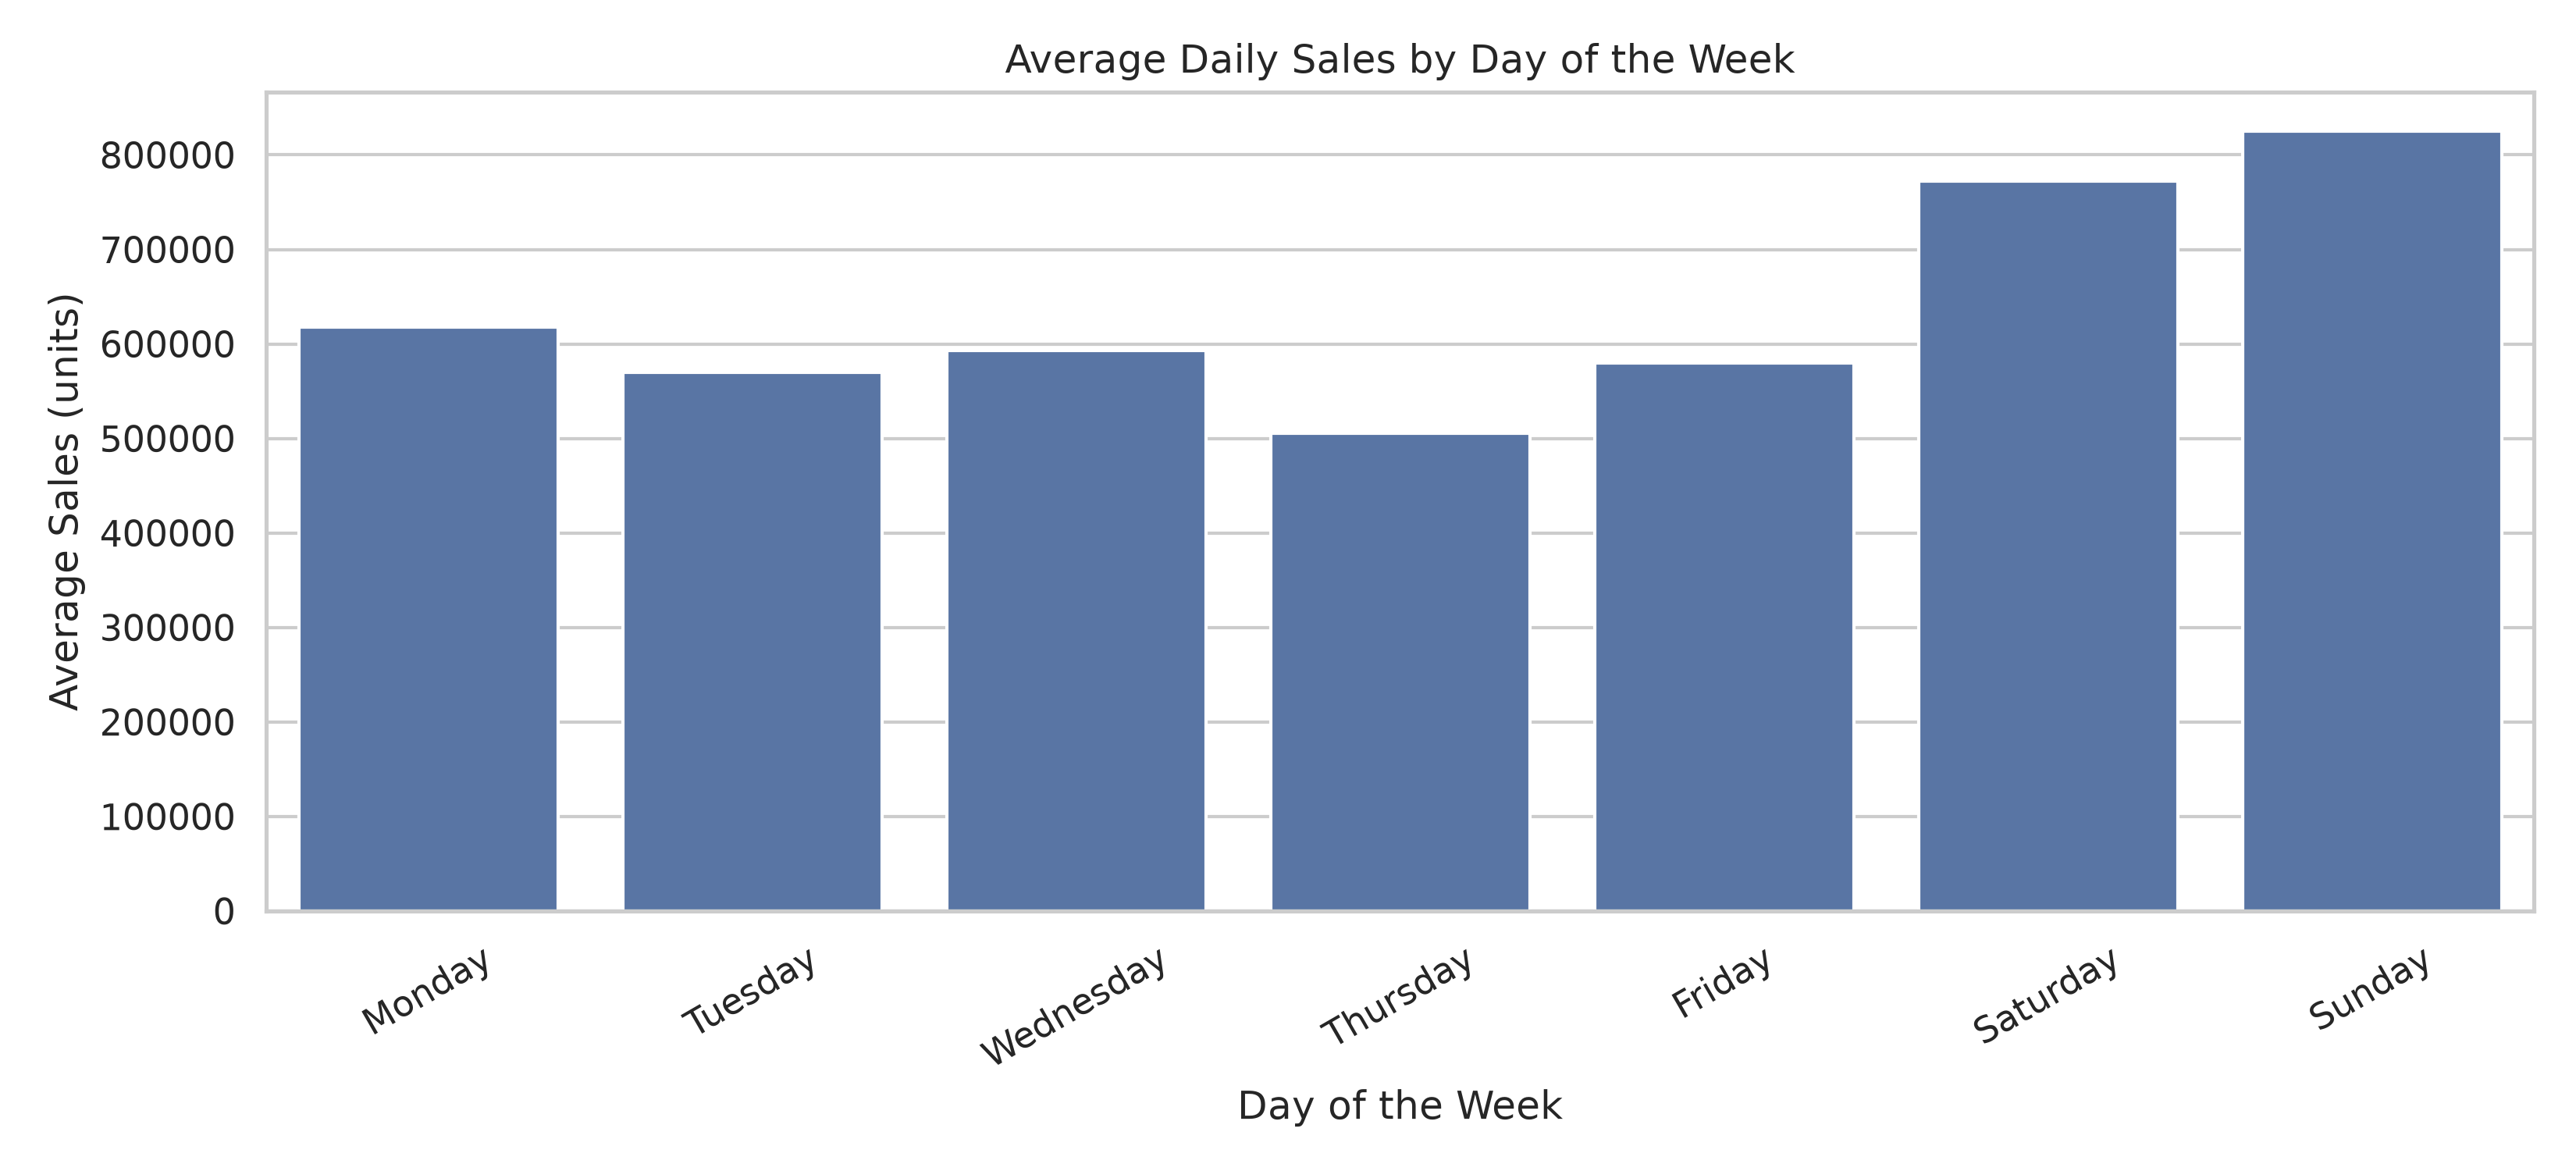 Average Daily Sales by Day of the Week
Average Sales (units)
800000
700000
600000
500000
400000
300000
200000
100000
0
Monday
Tuesday
Wednesday
Thursday
Friday
Saturday
Sunday
Day of the Week